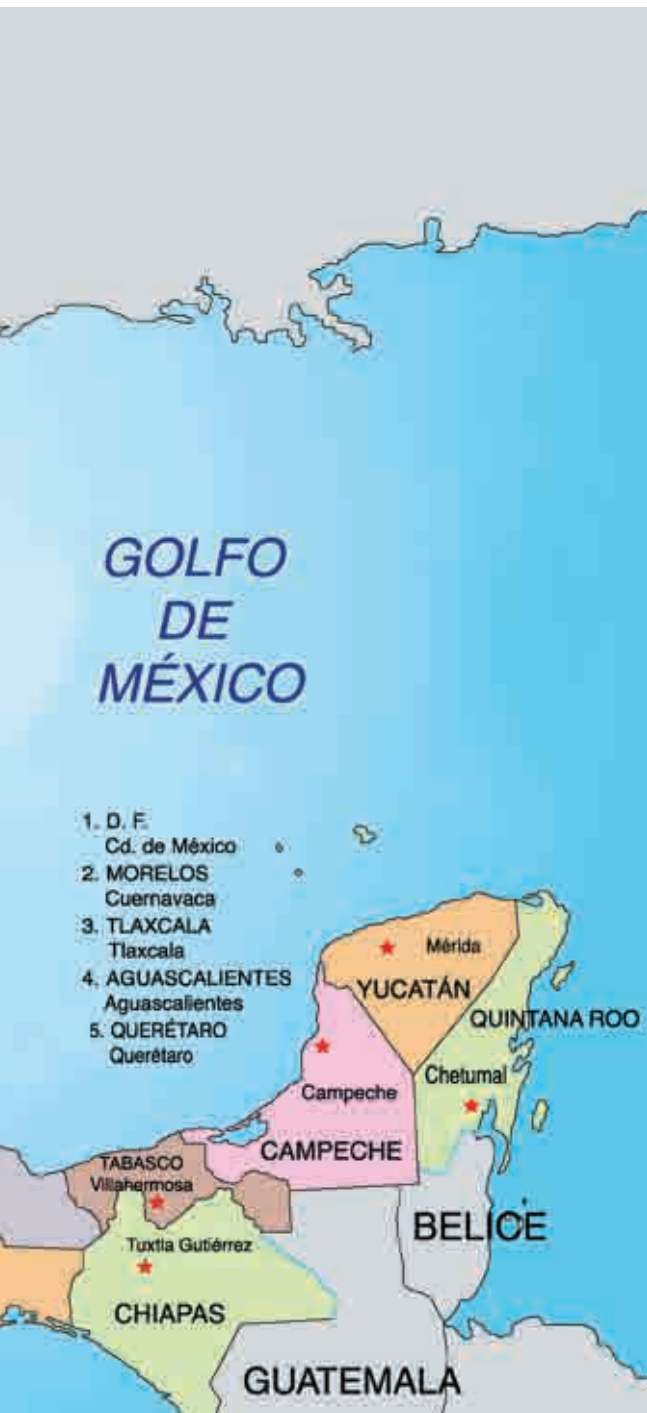 GOLFO
DE
MÉXICO
1. D. F.
Cd. de México
2. MORELOS
Cuernavaca
3. TLAXCALA
Tlaxcala
4. AGUASCALIENTES
Aguascalientes
5. QUERÉTARO
Querétaro
Mérida
YUCATÁN
QUINTANA ROO
Chetumal
Campeche
CAMPECHE
TABASCO
Villahermosa
BELICE
Tuxtla Gutiérrez
CHIAPAS
GUATEMALA